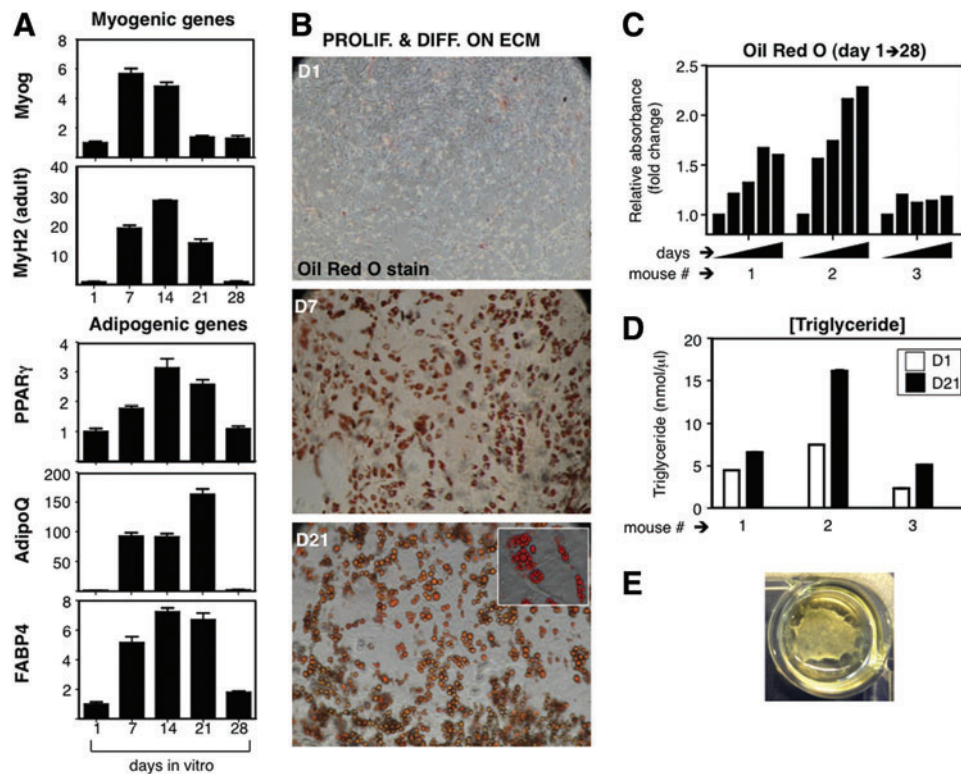 A
Myogenic genes
Myog
8
6
4
2
MyH2 (adult)
40
30
20
10
1 7 14 21 28
Adipogenic genes
PPARγ
4
3
2
1
AdipoQ
200
150
100
50
FABP4
8
6
4
2
1 7 14 21 28
days in vitro
B
PROLIF. & DIFF. ON ECM
D1
Oil Red O stain
D7
D21
C
Oil Red O (day 1➔28)
Relative absorbance
(fold change)
2.5
2.0
1.5
1.0
days ➔
mouse # ➔ 1 2 3
D
[Triglyceride]
Triglyceride (nmol/µl)
20
15
10
5
0
D1
D21
mouse # ➔ 1 2 3
E